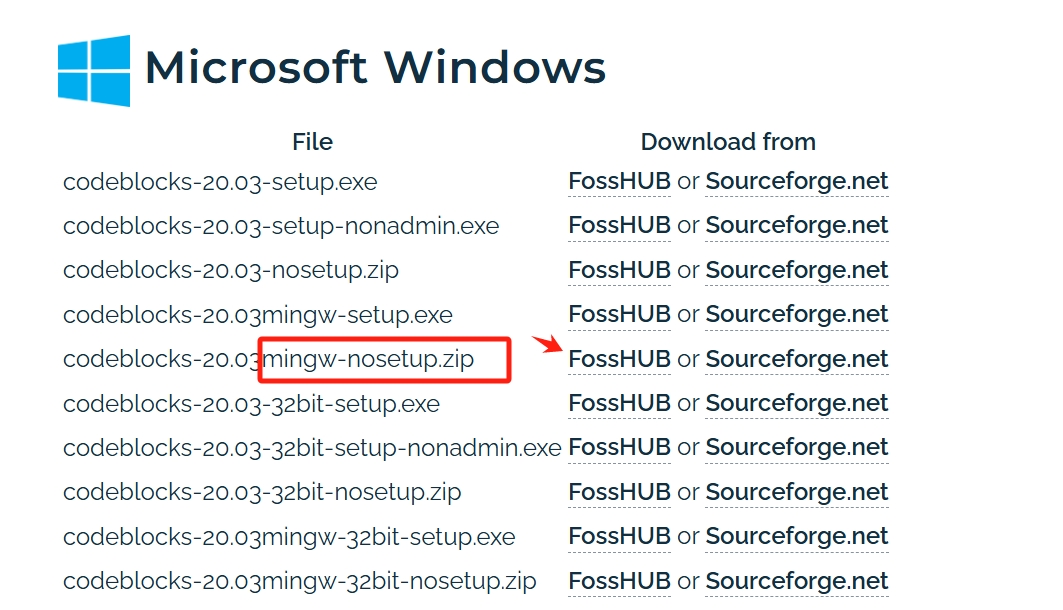 Microsoft Windows
File Download from
codeblocks-20.03-setup.exe FossHUB or Sourceforge.net
codeblocks-20.03-setup-nonadmin.exe FossHUB or Sourceforge.net
codeblocks-20.03-nosetup.zip FossHUB or Sourceforge.net
codeblocks-20.03mingw-setup.exe FossHUB or Sourceforge.net
codeblocks-20.03mingw-nosetup.zip FossHUB or Sourceforge.net
codeblocks-20.03-32bit-setup.exe FossHUB or Sourceforge.net
codeblocks-20.03-32bit-setup-nonadmin.exe FossHUB or Sourceforge.net
codeblocks-20.03-32bit-nosetup.zip FossHUB or Sourceforge.net
codeblocks-20.03mingw-32bit-setup.exe FossHUB or Sourceforge.net
codeblocks-20.03mingw-32bit-nosetup.zip FossHUB or Sourceforge.net